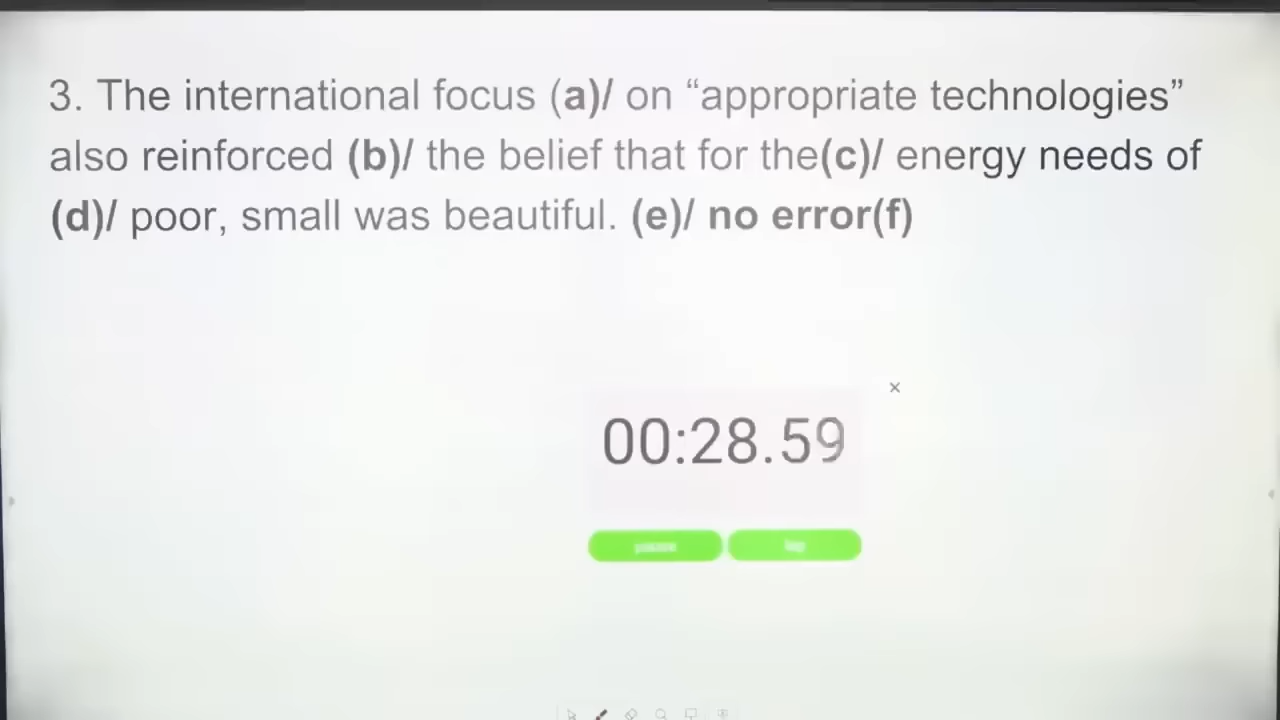 3. The international focus (a)/ on “appropriate technologies”
also reinforced (b)/ the belief that for the(c)/ energy needs of
(d)/ poor, small was beautiful. (e)/ no error(f)
×
00:28.59